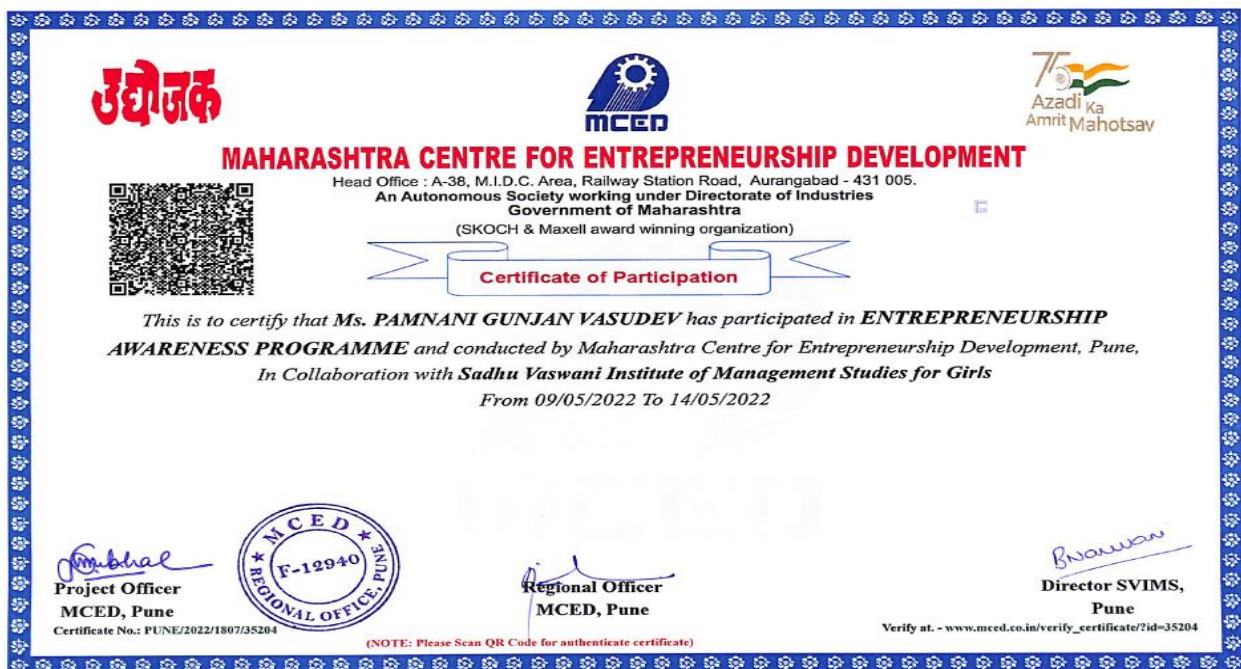 उद्योजक
MCED
75
Azadi Ka
Amrit Mahotsav
MAHARASHTRA CENTRE FOR ENTREPRENEURSHIP DEVELOPMENT
Head Office : A-38, M.I.D.C. Area, Railway Station Road, Aurangabad - 431 005.
An Autonomous Society working under Directorate of Industries
Government of Maharashtra
(SKOCH & Maxell award winning organization)
Certificate of Participation
This is to certify that Ms. PAMNANI GUNJAN VASUDEV has participated in ENTREPRENEURSHIP
AWARENESS PROGRAMME and conducted by Maharashtra Centre for Entrepreneurship Development, Pune,
In Collaboration with Sadhu Vaswani Institute of Management Studies for Girls
From 09/05/2022 To 14/05/2022
MCED
F-12940
REGIONAL OFFICE, PUNE
Project Officer
MCED, Pune
Certificate No.: PUNE/2022/1807/35204
Regional Officer
MCED, Pune
(NOTE: Please Scan QR Code for authenticate certificate)
Director SVIMS,
Pune
Verify at. - www.mced.co.in/verify_certificate/?id=35204